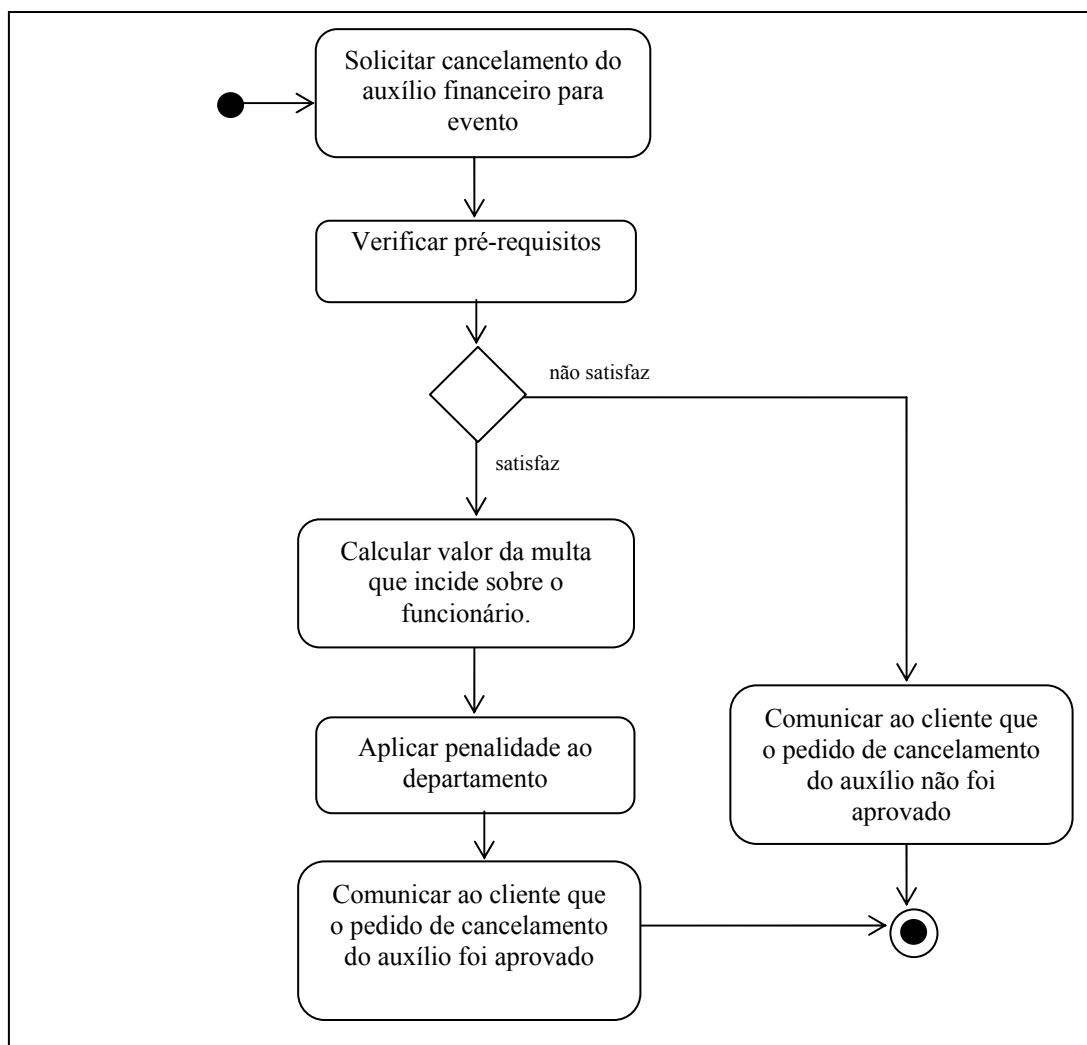 Solicitar cancelamento do
auxílio financeiro para
evento
Verificar pré-requisitos
não satisfaz
satisfaz
Calcular valor da multa
que incide sobre o
funcionário.
Aplicar penalidade ao
departamento
Comunicar ao cliente que
o pedido de cancelamento
do auxílio não foi
aprovado
Comunicar ao cliente que
o pedido de cancelamento
do auxílio foi aprovado